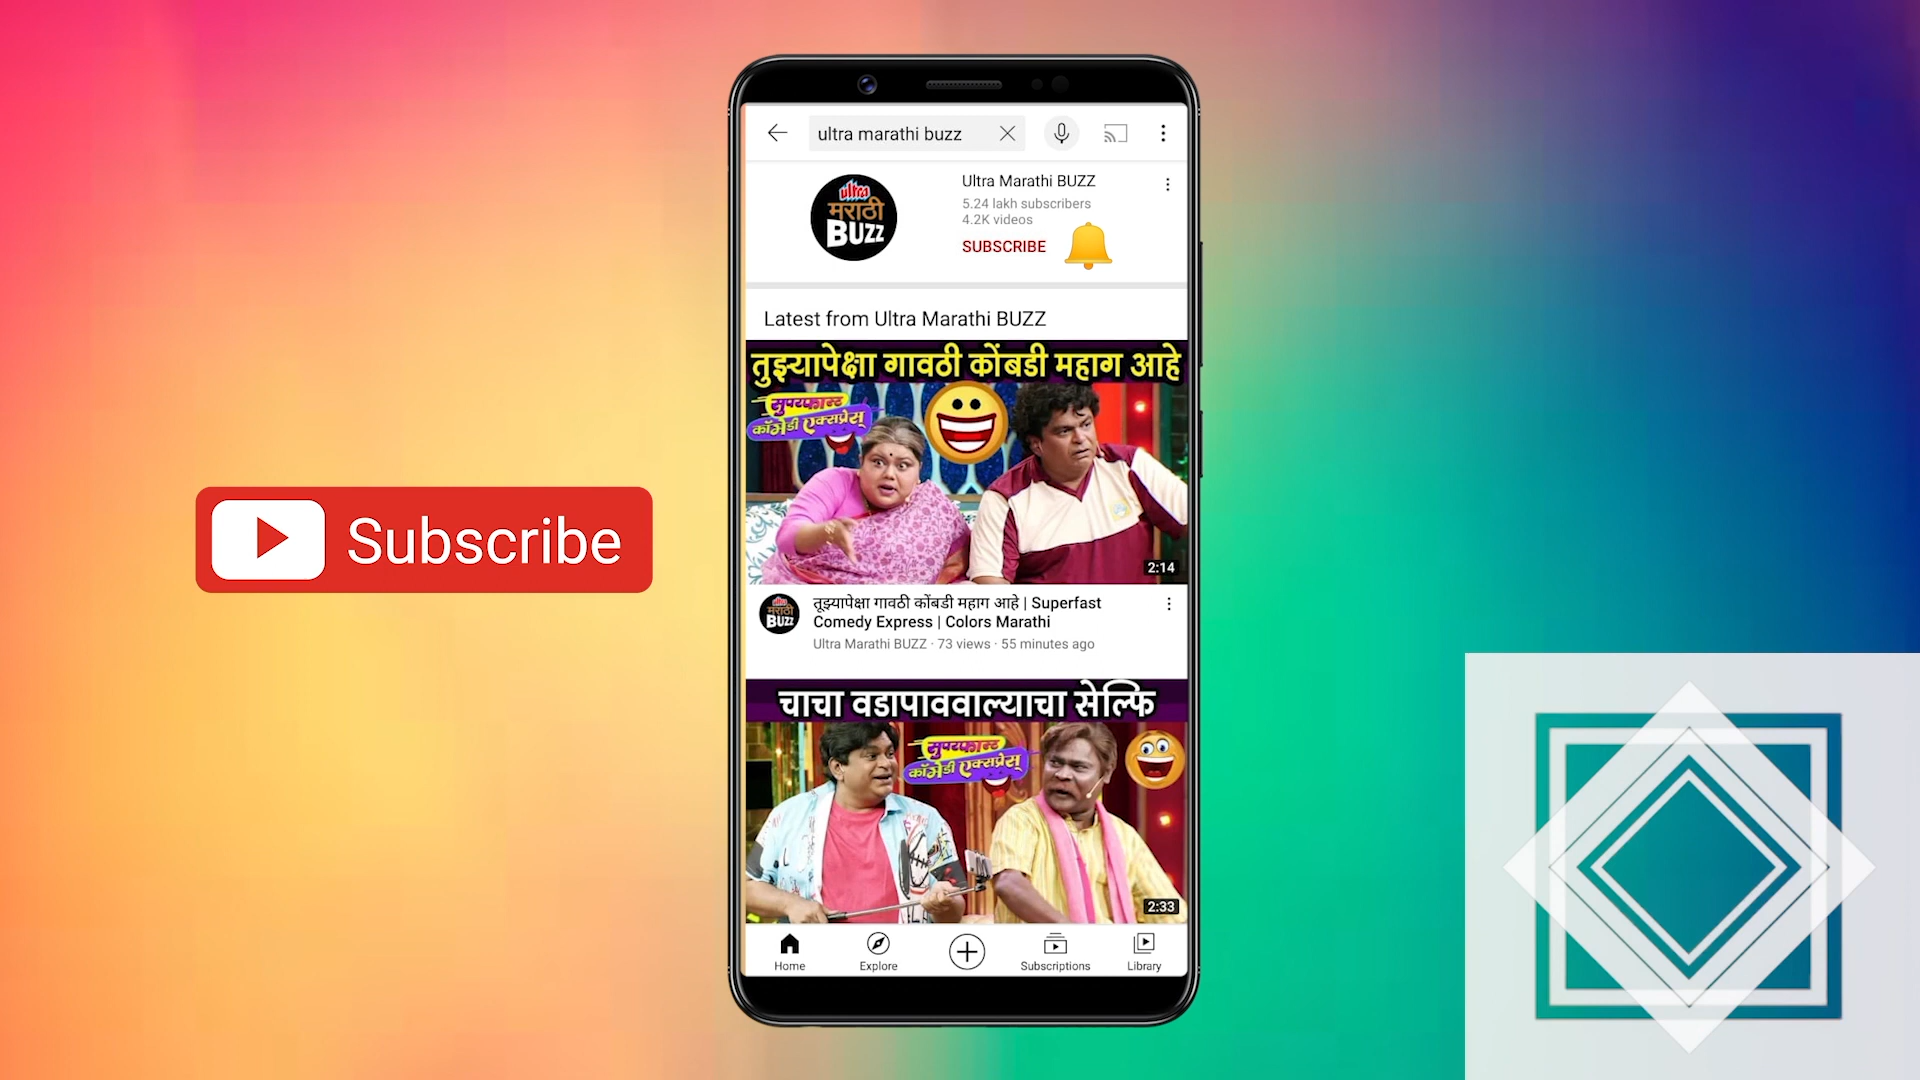 ultra marathi buzz
ultra
मराठी
BUZZ
Ultra Marathi BUZZ
5.24 lakh subscribers
4.2K videos
SUBSCRIBE
Latest from Ultra Marathi BUZZ
तुझ्यापेक्षा गावठी कोंबडी महाग आहे
सुपरफास्ट
कॉमेडी एक्सप्रेस्
2:14
Subscribe
ultra
मराठी
BUZZ
तूझ्यापेक्षा गावठी कोंबडी महाग आहे | Superfast
Comedy Express | Colors Marathi
Ultra Marathi BUZZ · 73 views · 55 minutes ago
चाचा वडापाववाल्याचा सेल्फि
सुपरफास्ट
कॉमेडी एक्सप्रेस्
2:33
Home
Explore
Subscriptions
Library